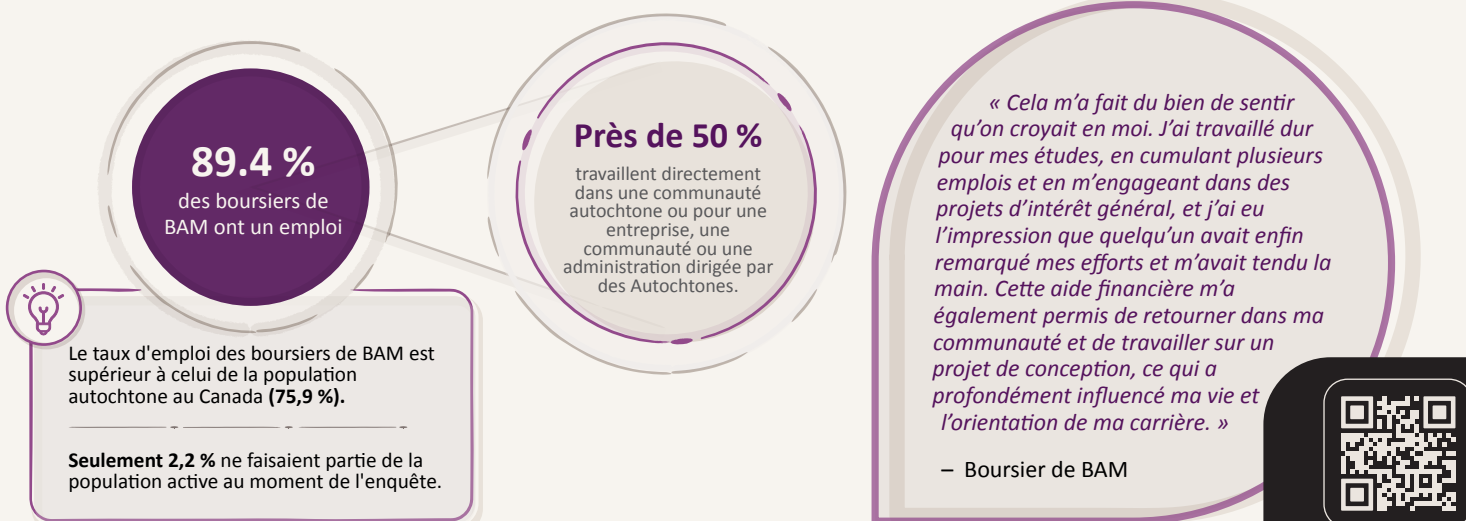 89.4 %
des boursiers de
BAM ont un emploi
Près de 50 %
travaillent directement
dans une communauté
autochtone ou pour une
entreprise, une
communauté ou une
administration dirigée par
des Autochtones.
Le taux d'emploi des boursiers de BAM est
supérieur à celui de la population
autochtone au Canada (75,9 %).
Seulement 2,2 % ne faisaient partie de la
population active au moment de l'enquête.
« Cela m’a fait du bien de sentir
qu’on croyait en moi. J’ai travaillé dur
pour mes études, en cumulant plusieurs
emplois et en m’engageant dans des
projets d’intérêt général, et j’ai eu
l’impression que quelqu’un avait enfin
remarqué mes efforts et m’avait tendu la
main. Cette aide financière m’a
également permis de retourner dans ma
communauté et de travailler sur un
projet de conception, ce qui a
profondément influencé ma vie et
l’orientation de ma carrière. »
– Boursier de BAM